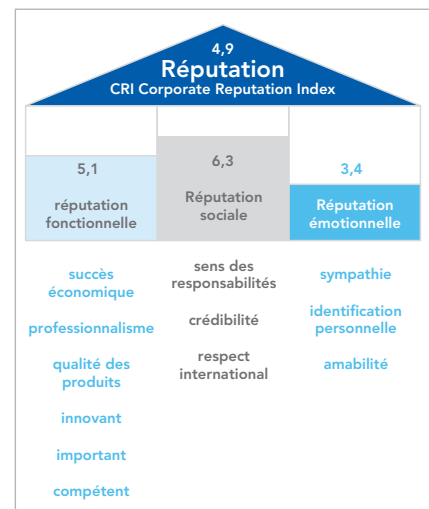 4,9
Réputation
CRI Corporate Reputation Index
5,1
réputation
fonctionnelle
6,3
Réputation
sociale
3,4
Réputation
émotionnelle
succès
économique
professionnalisme
qualité des
produits
innovant
important
compétent
sens des
responsabilités
crédibilité
respect
international
sympathie
identification
personnelle
amabilité